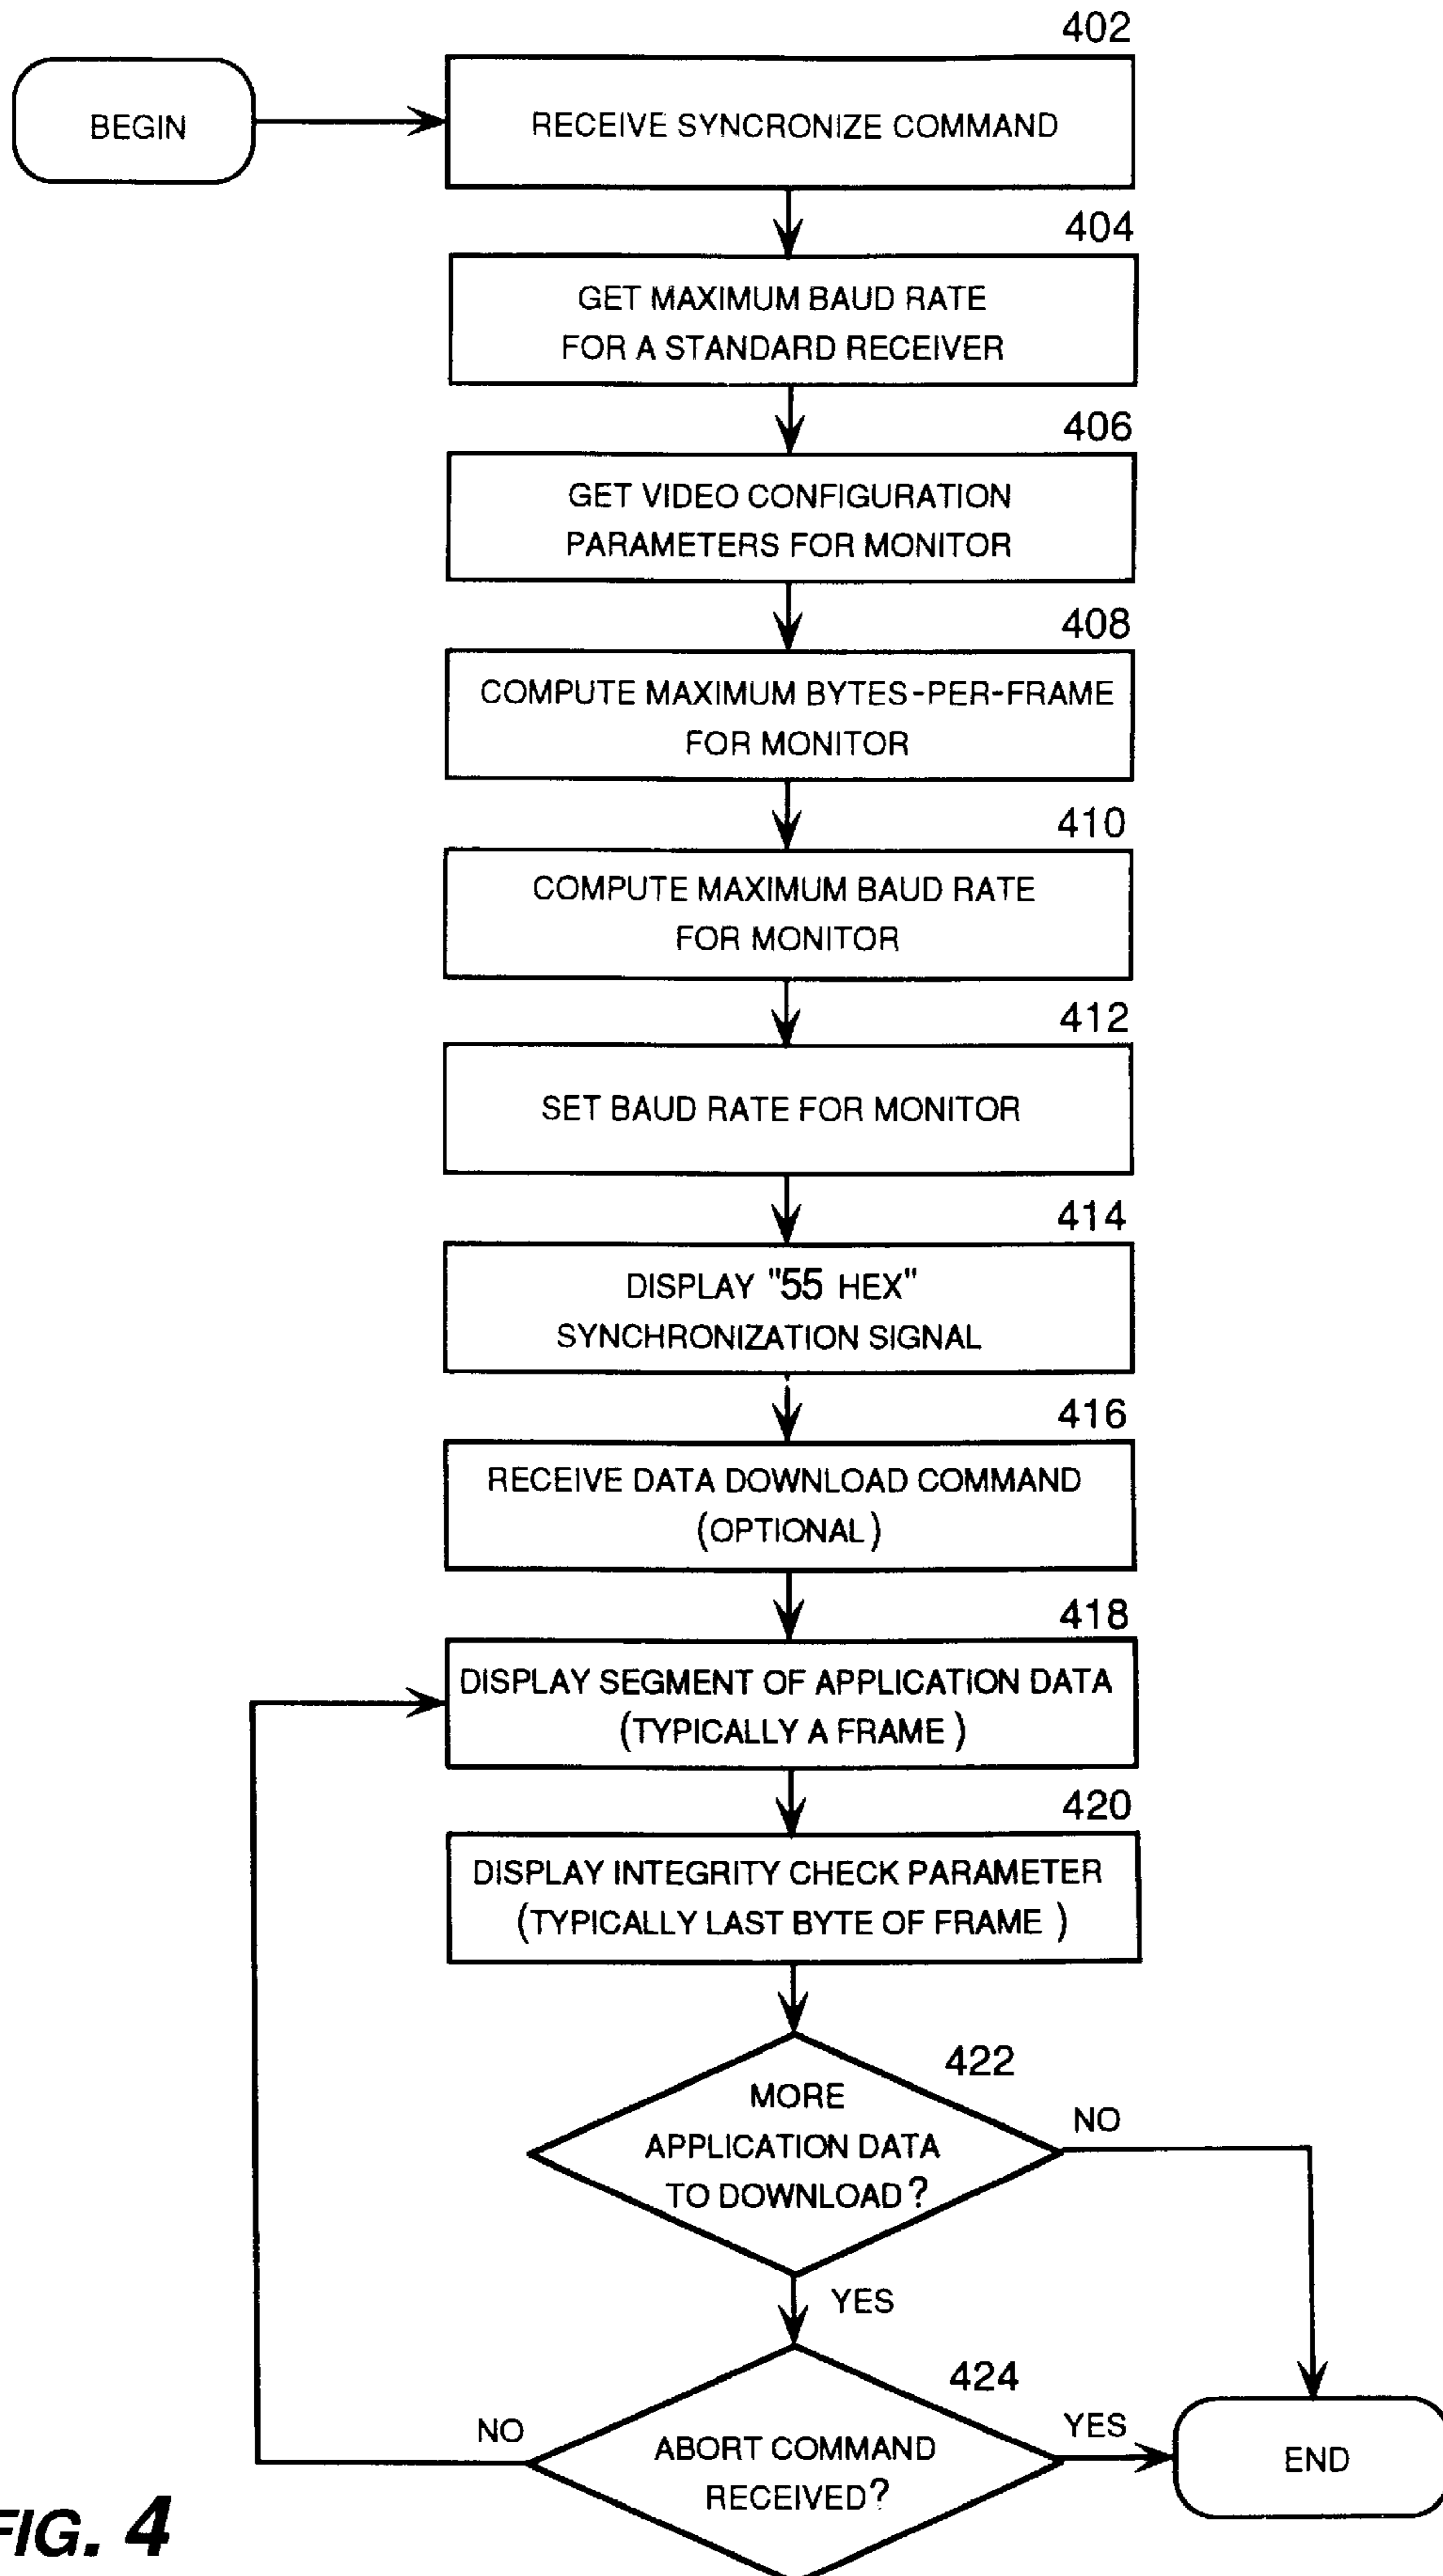 402
BEGIN
RECEIVE SYNCRONIZE COMMAND
404
GET MAXIMUM BAUD RATE
FOR A STANDARD RECEIVER
406
GET VIDEO CONFIGURATION
PARAMETERS FOR MONITOR
408
COMPUTE MAXIMUM BYTES-PER-FRAME
FOR MONITOR
410
COMPUTE MAXIMUM BAUD RATE
FOR MONITOR
412
SET BAUD RATE FOR MONITOR
414
DISPLAY "55 HEX"
SYNCHRONIZATION SIGNAL
416
RECEIVE DATA DOWNLOAD COMMAND
(OPTIONAL)
418
DISPLAY SEGMENT OF APPLICATION DATA
(TYPICALLY A FRAME )
420
DISPLAY INTEGRITY CHECK PARAMETER
(TYPICALLY LAST BYTE OF FRAME )
422
MORE
APPLICATION DATA
TO DOWNLOAD?
NO
YES
424
NO
ABORT COMMAND
RECEIVED?
YES
END
FIG. 4